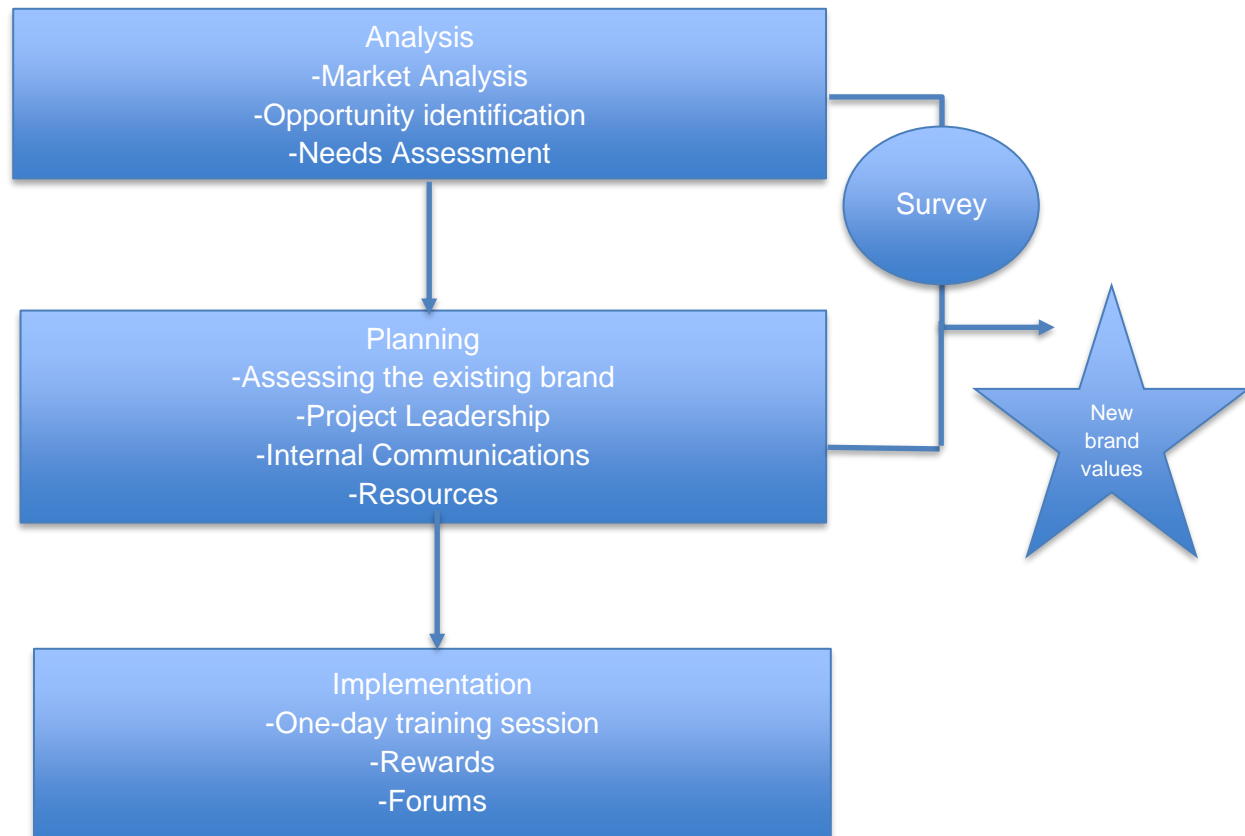 Analysis
-Market Analysis
-Opportunity identification
-Needs Assessment
Survey
Planning
-Assessing the existing brand
-Project Leadership
-Internal Communications
-Resources
New
brand
values
Implementation
-One-day training session
-Rewards
-Forums